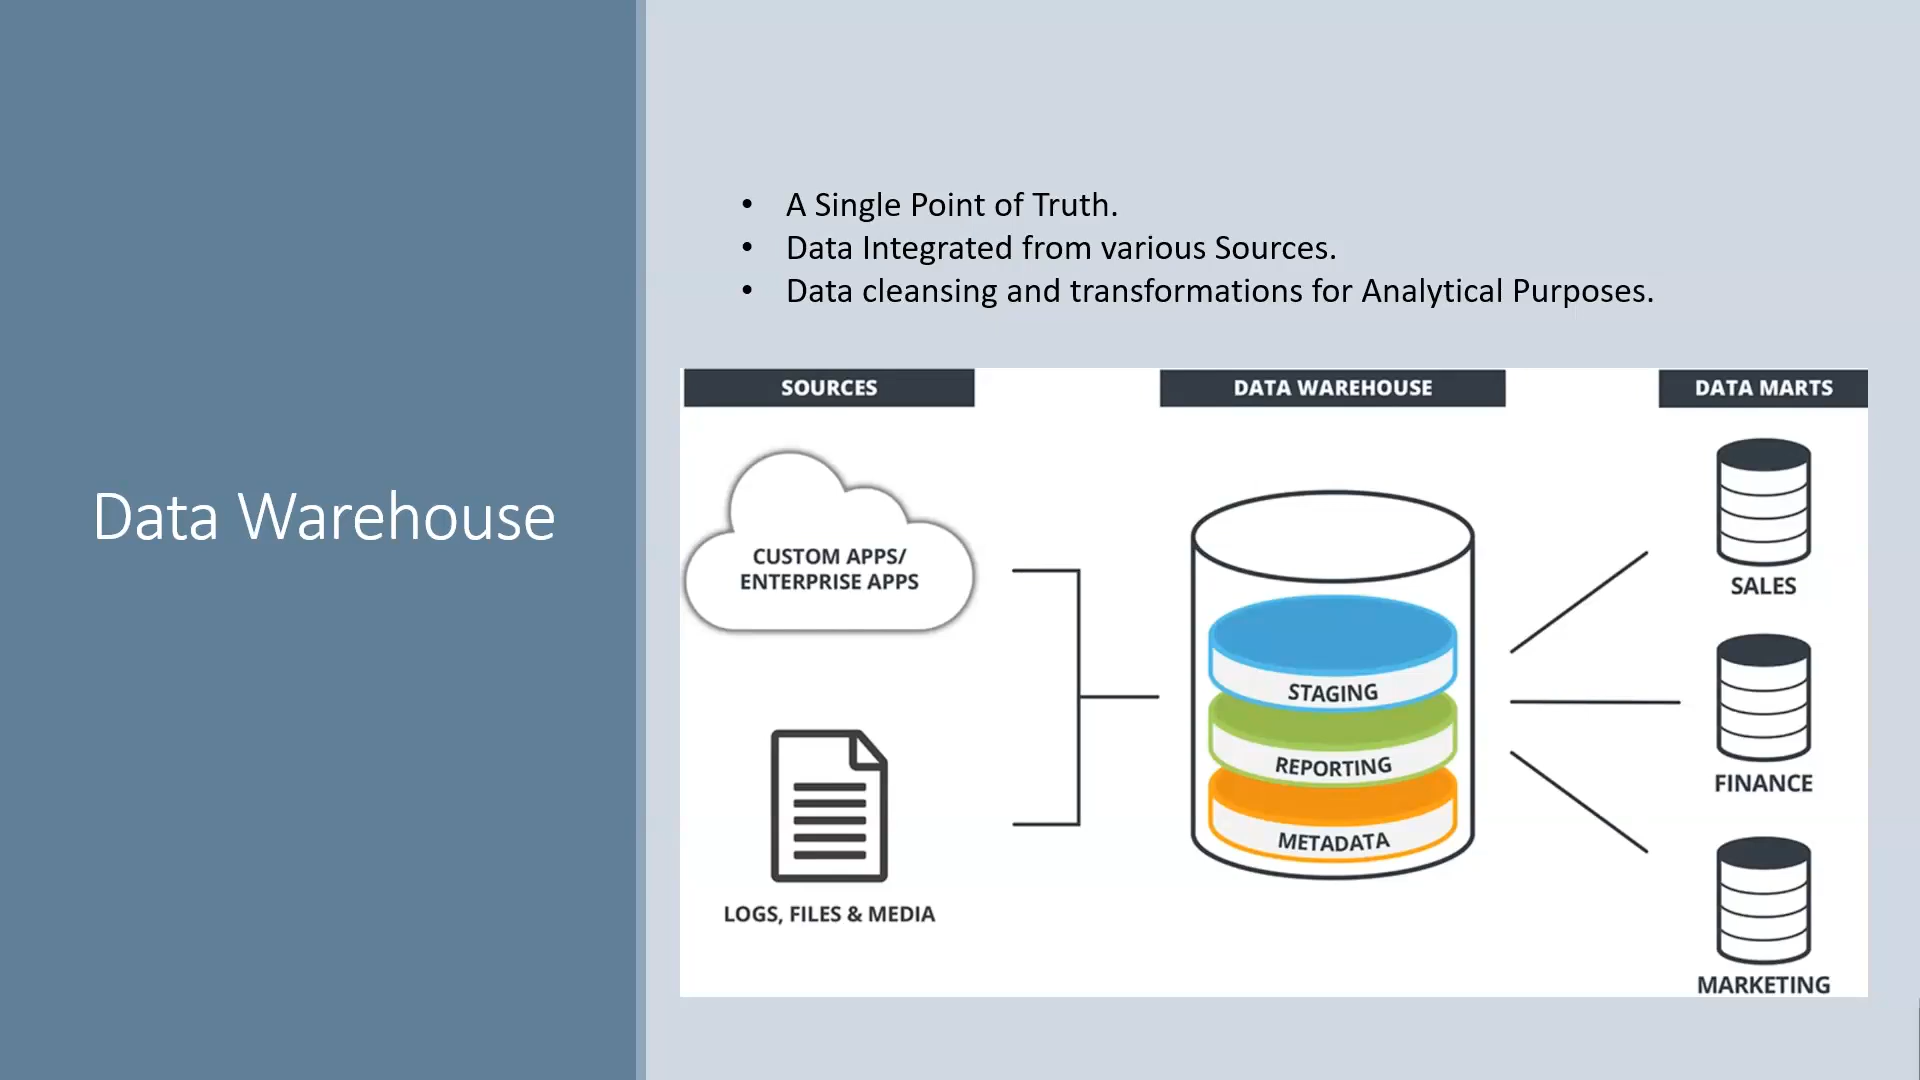 Data Warehouse
• A Single Point of Truth.
• Data Integrated from various Sources.
• Data cleansing and transformations for Analytical Purposes.
SOURCES
CUSTOM APPS/
ENTERPRISE APPS
LOGS, FILES & MEDIA
DATA WAREHOUSE
STAGING
REPORTING
METADATA
DATA MARTS
SALES
FINANCE
MARKETING